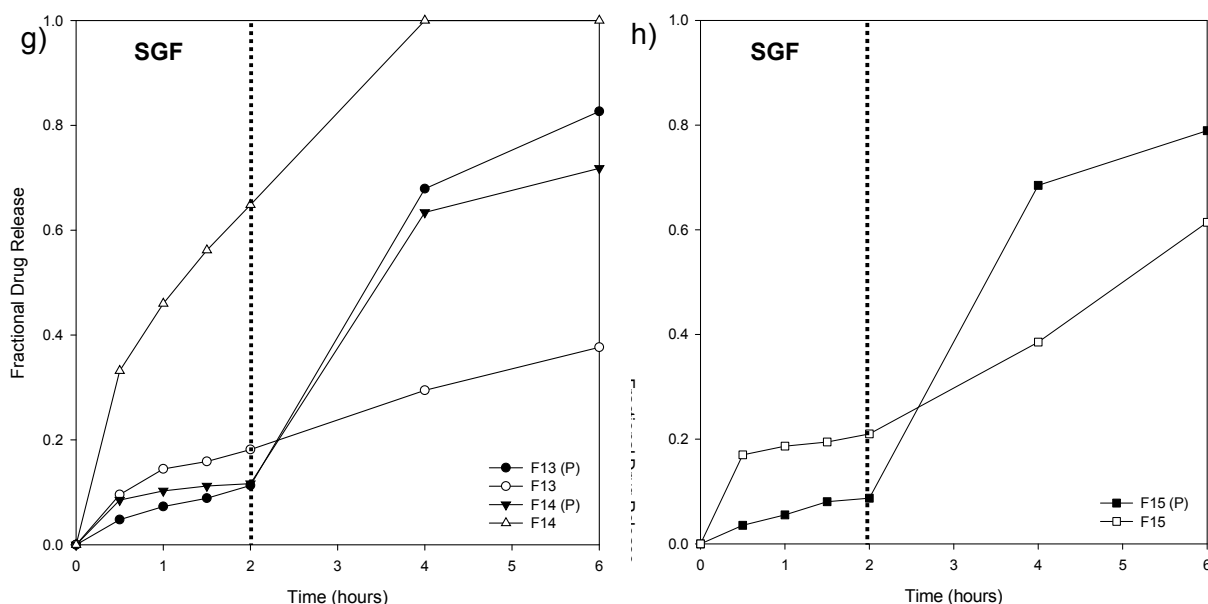 g)
SGF
Fractional Drug Release
1.0
0.8
0.6
0.4
0.2
0.0
0 1 2 3 4 5 6
Time (hours)
F13 (P)
F13
F14 (P)
F14
h)
SGF
1.0
0.8
0.6
0.4
0.2
0.0
0 1 2 3 4 5 6
Time (hours)
F15 (P)
F15